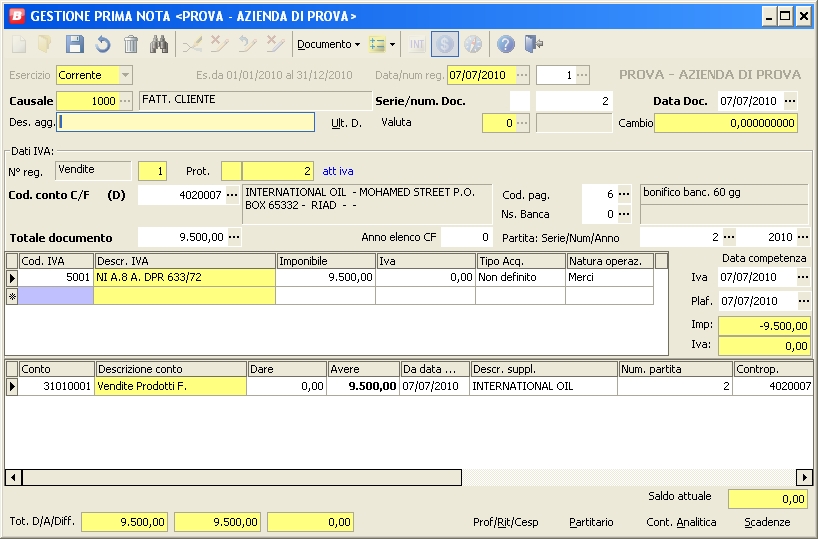 GESTIONE PRIMA NOTA <PROVA - AZIENDA DI PROVA>
Documento INT
Esercizio Corrente Es.da 01/01/2010 al 31/12/2010 Data/num reg. 07/07/2010 1 PROVA - AZIENDA DI PROVA
Causale 1000 FATT. CLIENTE Serie/num. Doc. 2 Data Doc. 07/07/2010
Des. agg. Ult. D. Valuta 0 Cambio 0,000000000
Dati IVA:
N° reg. Vendite 1 Prot. 2 att iva
Cod. conto C/F (D) 4020007 INTERNATIONAL OIL - MOHAMED STREET P.O. Cod. pag. 6 bonifico banc. 60 gg
BOX 65332 - RIAD - - Ns. Banca 0
Totale documento 9.500,00 Anno elenco CF 0 Partita: Serie/Num/Anno 2 2010
Cod. IVA Descr. IVA Imponibile Iva Tipo Acq. Natura operaz. Data competenza
5001 NI A.8 A. DPR 633/72 9.500,00 0,00 Non definito Merci Iva 07/07/2010
Plaf. 07/07/2010
Imp: -9.500,00
Iva: 0,00
Conto Descrizione conto Dare Avere Da data ... Descr. suppl. Num. partita Controp.
31010001 Vendite Prodotti F. 0,00 9.500,00 07/07/2010 INTERNATIONAL OIL 2 4020007
Saldo attuale 0,00
Tot. D/A/Diff. 9.500,00 9.500,00 0,00 Prof/Rit/Cesp Partitario Cont. Analitica Scadenze